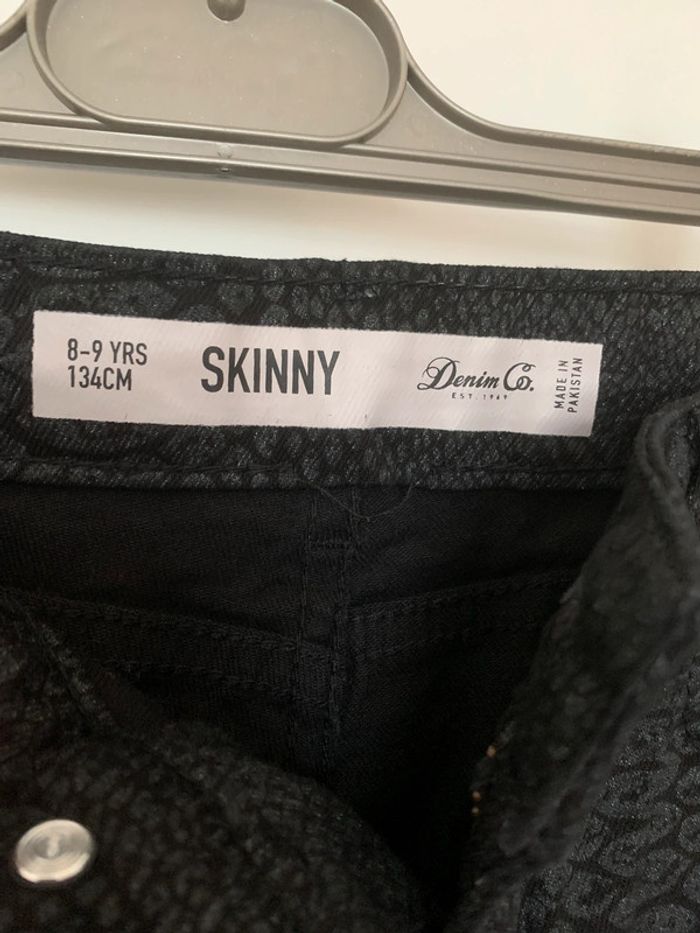 8-9 YRS
134CM
SKINNY
Denim Co.
EST. 1969
MADE IN
PAKISTAN